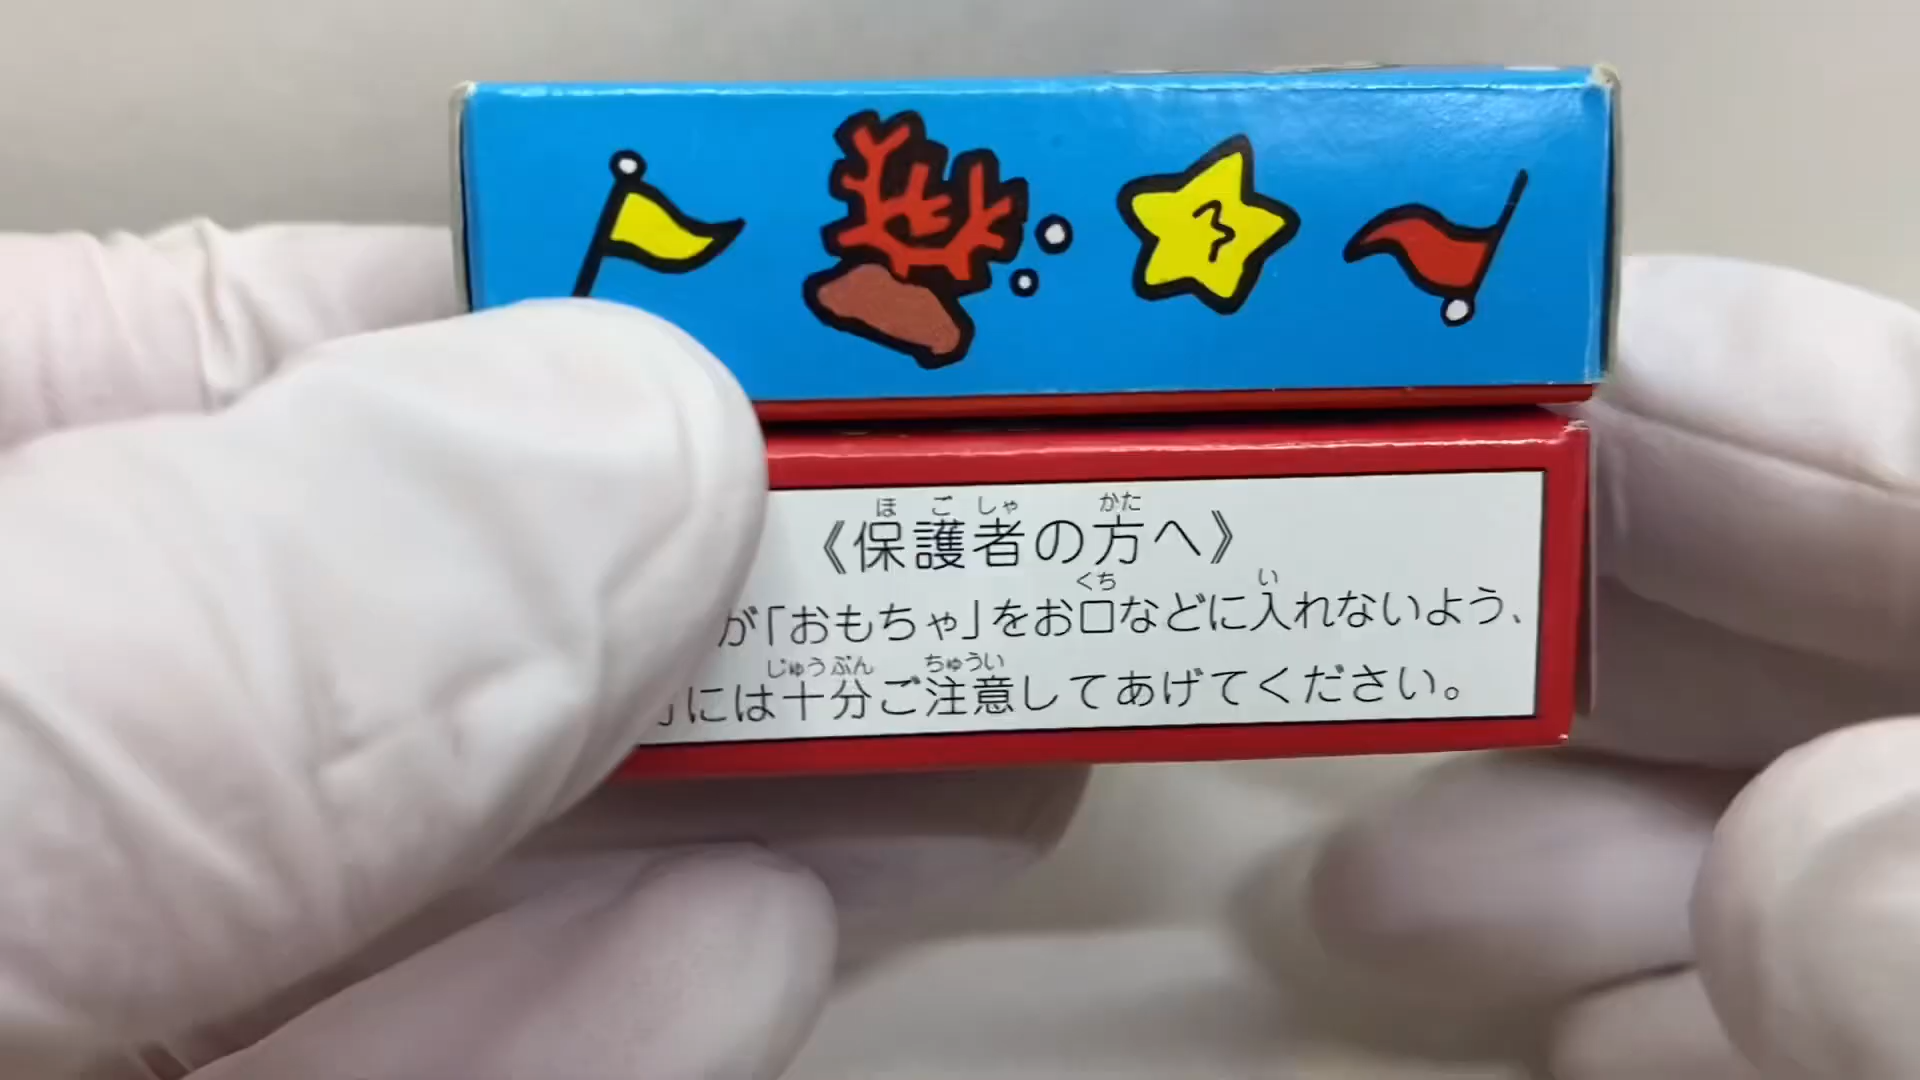 3
ほごしゃ かた
《保護者の方へ》
くち い
が「おもちゃ」をお口などに入れないよう、
じゅうぶん ちゅうい
には十分ご注意してあげてください。